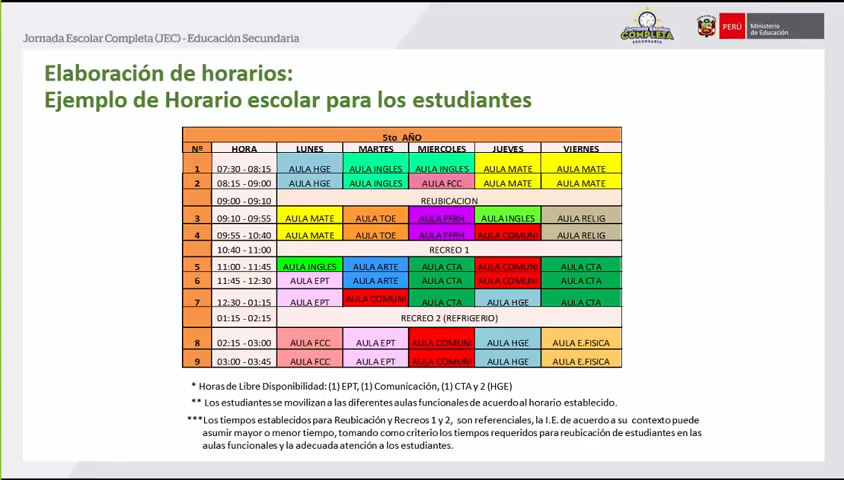 Jornada Escolar Completa (JEC) - Educación Secundaria
Jornada Escolar
COMPLETA
SECUNDARIA
PERÚ
Ministerio
de Educación
Elaboración de horarios:
Ejemplo de Horario escolar para los estudiantes
5to AÑO
Nº HORA LUNES MARTES MIERCOLES JUEVES VIERNES
1 07:30 - 08:15 AULA HGE AULA INGLES AULA INGLES AULA MATE AULA MATE
2 08:15 - 09:00 AULA HGE AULA INGLES AULA FCC AULA MATE AULA MATE
09:00 - 09:10 REUBICACION
3 09:10 - 09:55 AULA MATE AULA TOE AULA PFRH AULA INGLES AULA RELIG
4 09:55 - 10:40 AULA MATE AULA TOE AULA PFRH AULA COMUNI AULA RELIG
10:40 - 11:00 RECREO 1
5 11:00 - 11:45 AULA INGLES AULA ARTE AULA CTA AULA COMUNI AULA CTA
6 11:45 - 12:30 AULA EPT AULA ARTE AULA CTA AULA COMUNI AULA CTA
7 12:30 - 01:15 AULA EPT AULA COMUNI AULA CTA AULA HGE AULA CTA
01:15 - 02:15 RECREO 2 (REFRIGERIO)
8 02:15 - 03:00 AULA FCC AULA EPT AULA COMUNI AULA HGE AULA E.FISICA
9 03:00 - 03:45 AULA FCC AULA EPT AULA COMUNI AULA HGE AULA E.FISICA
* Horas de Libre Disponibilidad: (1) EPT, (1) Comunicación, (1) CTA y 2 (HGE)
** Los estudiantes se movilizan a las diferentes aulas funcionales de acuerdo al horario establecido.
***Los tiempos establecidos para Reubicación y Recreos 1 y 2, son referenciales, la I.E. de acuerdo a su contexto puede
asumir mayor o menor tiempo, tomando como criterio los tiempos requeridos para reubicación de estudiantes en las
aulas funcionales y la adecuada atención a los estudiantes.